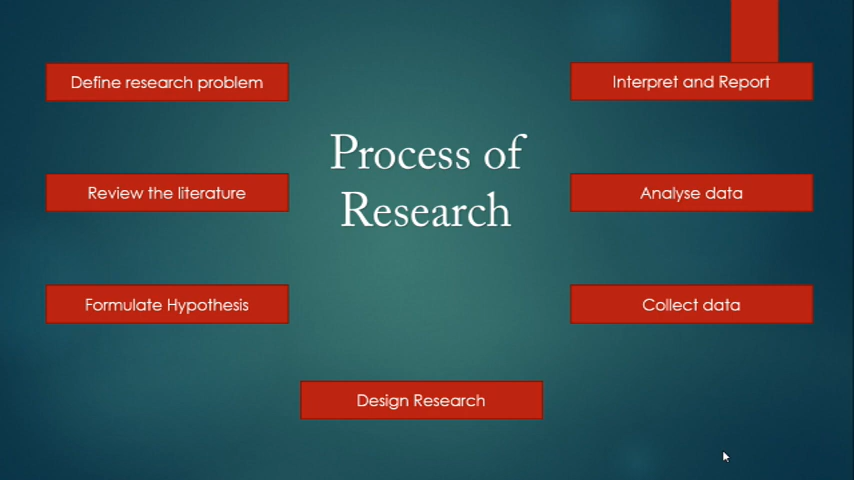 Define research problem
Interpret and Report
Process of
Research
Review the literature
Analyse data
Formulate Hypothesis
Collect data
Design Research